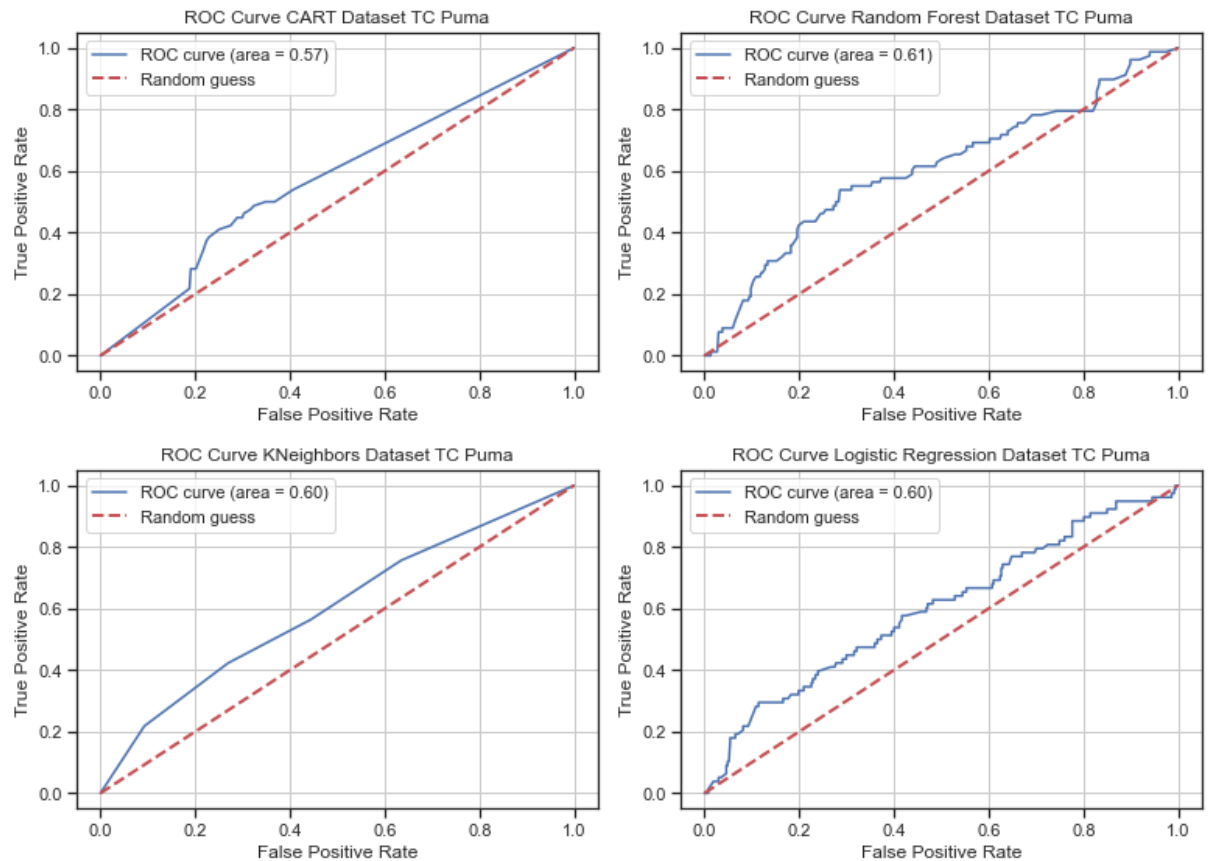 ROC Curve CART Dataset TC Puma
ROC curve (area = 0.57)
Random guess
True Positive Rate
1.0
0.8
0.6
0.4
0.2
0.0
0.0 0.2 0.4 0.6 0.8 1.0
False Positive Rate
ROC Curve Random Forest Dataset TC Puma
ROC curve (area = 0.61)
Random guess
True Positive Rate
1.0
0.8
0.6
0.4
0.2
0.0
0.0 0.2 0.4 0.6 0.8 1.0
False Positive Rate
ROC Curve KNeighbors Dataset TC Puma
ROC curve (area = 0.60)
Random guess
True Positive Rate
1.0
0.8
0.6
0.4
0.2
0.0
0.0 0.2 0.4 0.6 0.8 1.0
False Positive Rate
ROC Curve Logistic Regression Dataset TC Puma
ROC curve (area = 0.60)
Random guess
True Positive Rate
1.0
0.8
0.6
0.4
0.2
0.0
0.0 0.2 0.4 0.6 0.8 1.0
False Positive Rate